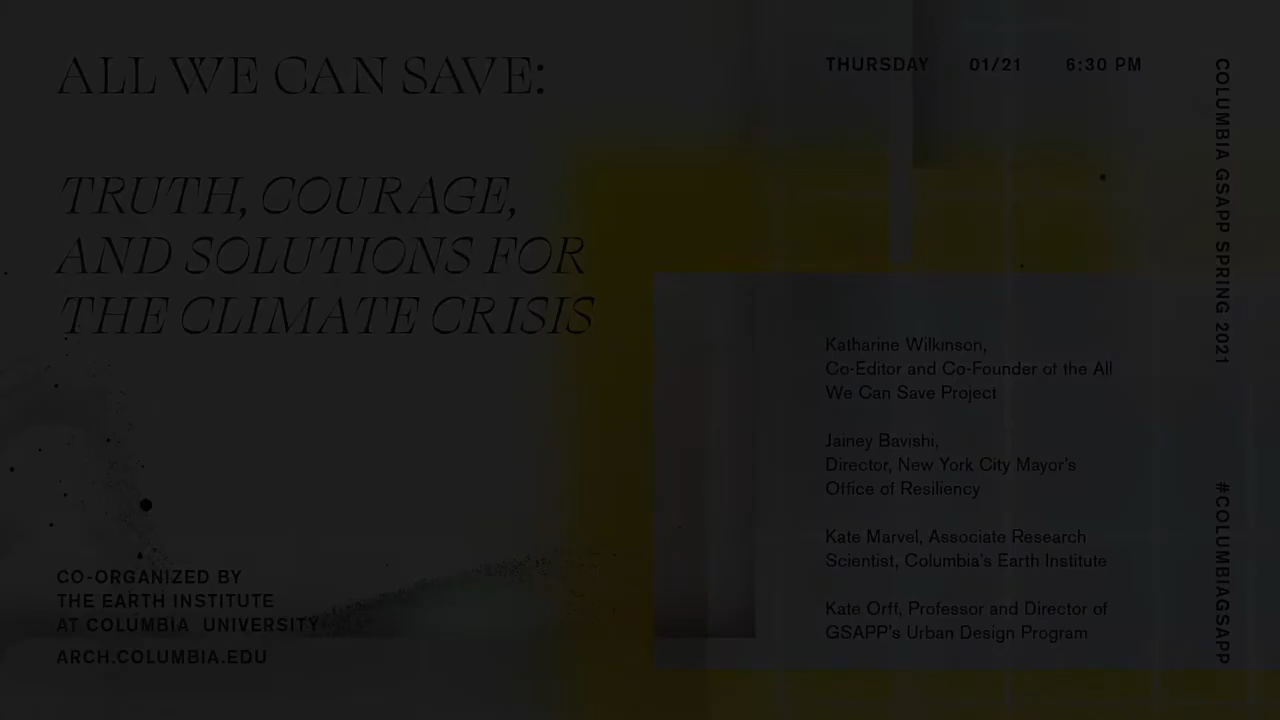 ALL WE CAN SAVE:
TRUTH, COURAGE,
AND SOLUTIONS FOR
THE CLIMATE CRISIS
CO-ORGANIZED BY
THE EARTH INSTITUTE
AT COLUMBIA UNIVERSITY
ARCH.COLUMBIA.EDU
THURSDAY 01/21 6:30 PM
Katharine Wilkinson,
Co-Editor and Co-Founder of the All
We Can Save Project
Jainey Bavishi,
Director, New York City Mayor's
Office of Resiliency
Kate Marvel, Associate Research
Scientist, Columbia's Earth Institute
Kate Orff, Professor and Director of
GSAPP's Urban Design Program
COLUMBIA GSAPP SPRING 2021
#COLUMBIAGSAPP